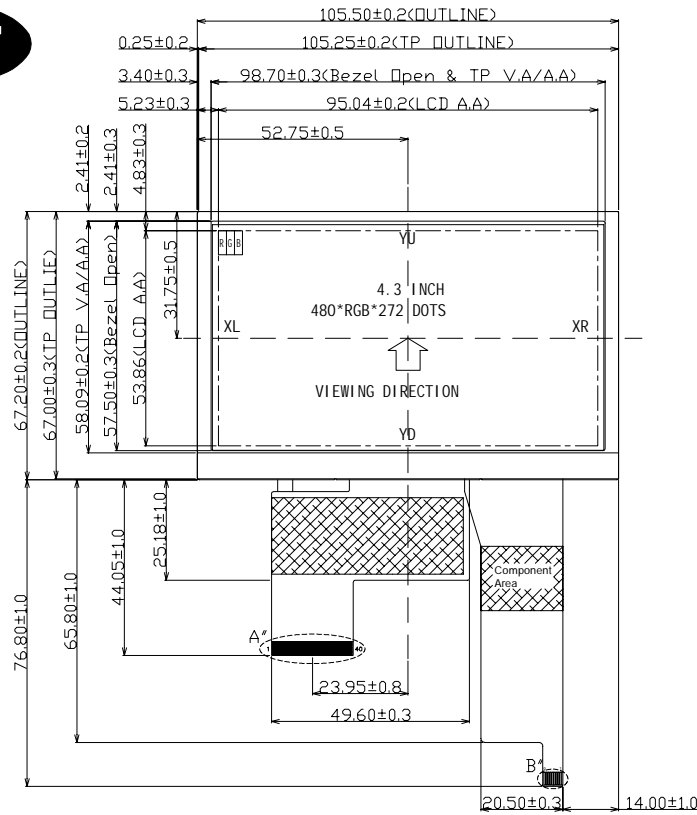 105.50±0.2(OUTLINE)
0.25±0.2
105.25±0.2(TP OUTLINE)
3.40±0.3
98.70±0.3(Bezel Open & TP V.A/A.A)
5.23±0.3
95.04±0.2(LCD A.A)
52.75±0.5
2.41±0.2
2.41±0.3
4.83±0.3
67.20±0.2(OUTLINE)
67.00±0.3(TP OUTLIE)
58.09±0.2(TP V.A/A.A)
57.50±0.3(Bezel Open)
53.86(LCD A.A)
31.75±0.5
R G B
YU
4.3 INCH
480*RGB*272 DOTS
XL
XR
VIEWING DIRECTION
YD
76.80±1.0
65.80±1.0
44.05±1.0
25.18±1.0
Component
Area
A"
1
40
23.95±0.8
49.60±0.3
B"
20.50±0.3
14.00±1.0